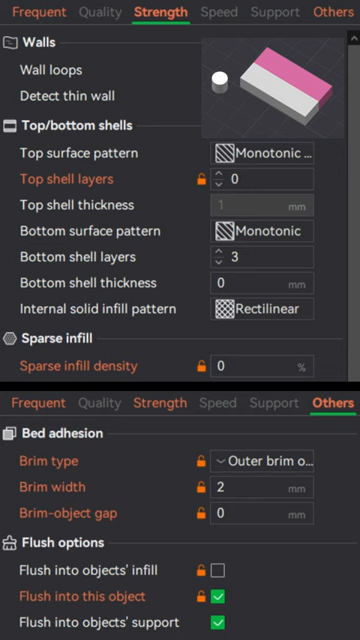 Frequent Quality Strength Speed Support Others
Walls
Wall loops
Detect thin wall
Top/bottom shells
Top surface pattern Monotonic ...
Top shell layers 0
Top shell thickness 1 mm
Bottom surface pattern Monotonic
Bottom shell layers 3
Bottom shell thickness 0 mm
Internal solid infill pattern Rectilinear
Sparse infill
Sparse infill density 0 %
Frequent Quality Strength Speed Support Others
Bed adhesion
Brim type Outer brim o...
Brim width 2 mm
Brim-object gap 0 mm
Flush options
Flush into objects' infill
Flush into this object
Flush into objects' support